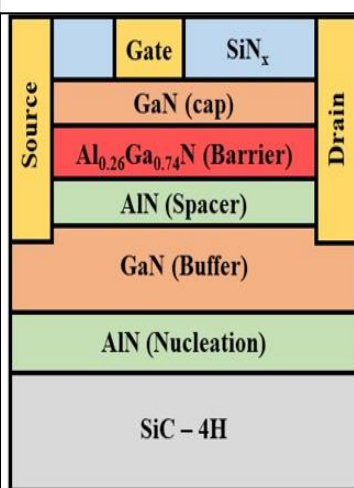 Source
Gate
SiNₓ
Drain
GaN (cap)
Al₀.₂₆Ga₀.₇₄N (Barrier)
AlN (Spacer)
GaN (Buffer)
AlN (Nucleation)
SiC – 4H